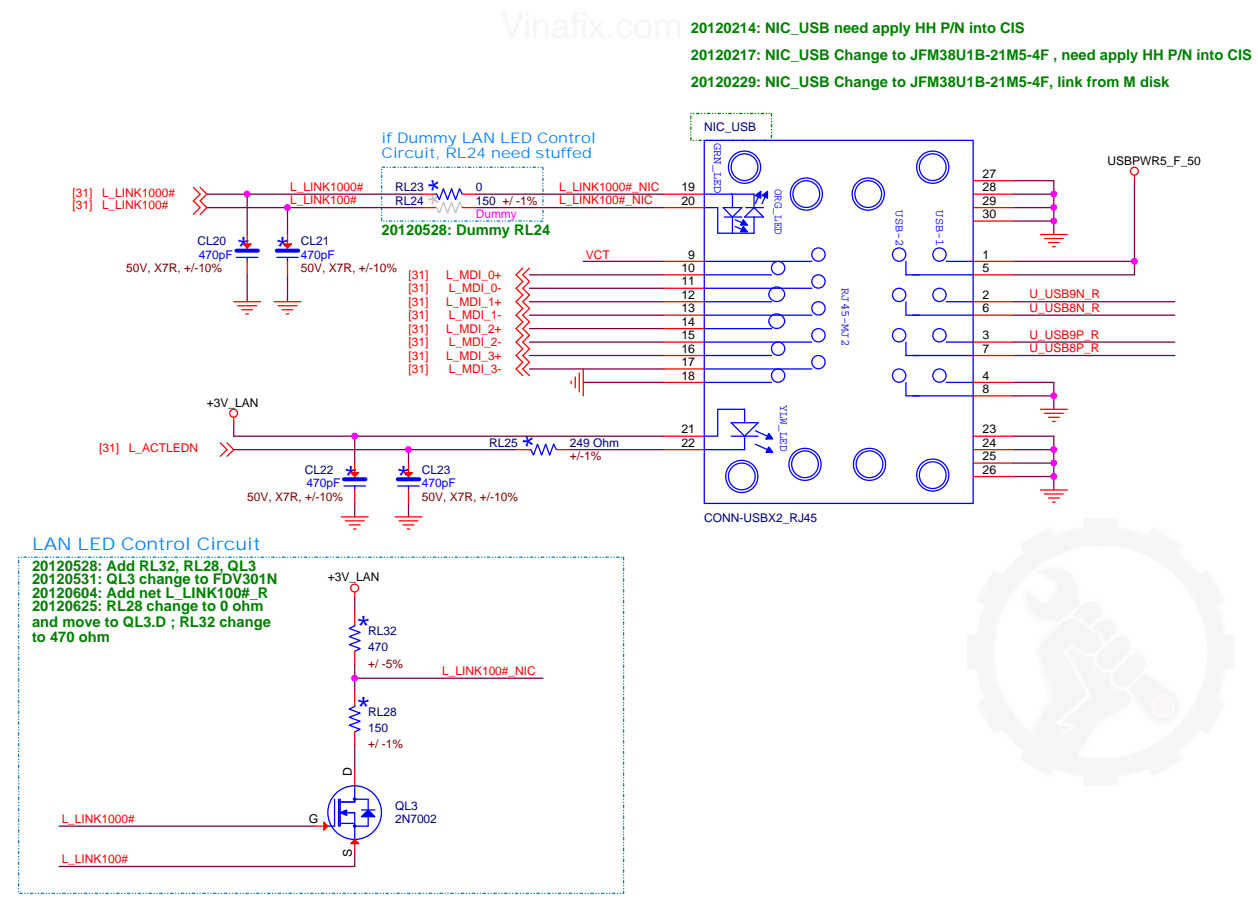 Vinafix.com
20120214: NIC_USB need apply HH P/N into CIS
20120217: NIC_USB Change to JFM38U1B-21M5-4F , need apply HH P/N into CIS
20120229: NIC_USB Change to JFM38U1B-21M5-4F, link from M disk
if Dummy LAN LED Control
Circuit, RL24 need stuffed
NIC_USB
USBPWR5_F_50
[31] L_LINK1000#
L_LINK1000#
RL23 * 0
L_LINK1000#_NIC
19
[31] L_LINK100#
L_LINK100#
RL24 150 +/ -1%
L_LINK100#_NIC
20
Dummy
20120528: Dummy RL24
GRN_LED
ORG_LED
27
28
29
30
CL20 *
470pF
50V, X7R, +/-10%
CL21 *
470pF
50V, X7R, +/-10%
USB-2
USB-1
VCT
9
10
[31] L_MDI_0+
11
[31] L_MDI_0-
12
[31] L_MDI_1+
13
[31] L_MDI_1-
14
[31] L_MDI_2+
15
[31] L_MDI_2-
16
[31] L_MDI_3+
17
[31] L_MDI_3-
18
RJ45-MJ2
1
5
2 U_USB9N_R
6 U_USB8N_R
3 U_USB9P_R
7 U_USB8P_R
4
8
+3V_LAN
21
[31] L_ACTLEDN
RL25 * 249 Ohm
+/-1%
22
YLW_LED
23
24
25
26
CL22 *
470pF
50V, X7R, +/-10%
CL23 *
470pF
50V, X7R, +/-10%
CONN-USBX2_RJ45
LAN LED Control Circuit
20120528: Add RL32, RL28, QL3
20120531: QL3 change to FDV301N
20120604: Add net L_LINK100#_R
20120625: RL28 change to 0 ohm
and move to QL3.D ; RL32 change
to 470 ohm
+3V_LAN
* RL32
470
+/ -5%
L_LINK100#_NIC
* RL28
150
+/ -1%
D
QL3
2N7002
L_LINK1000#
G
S
L_LINK100#